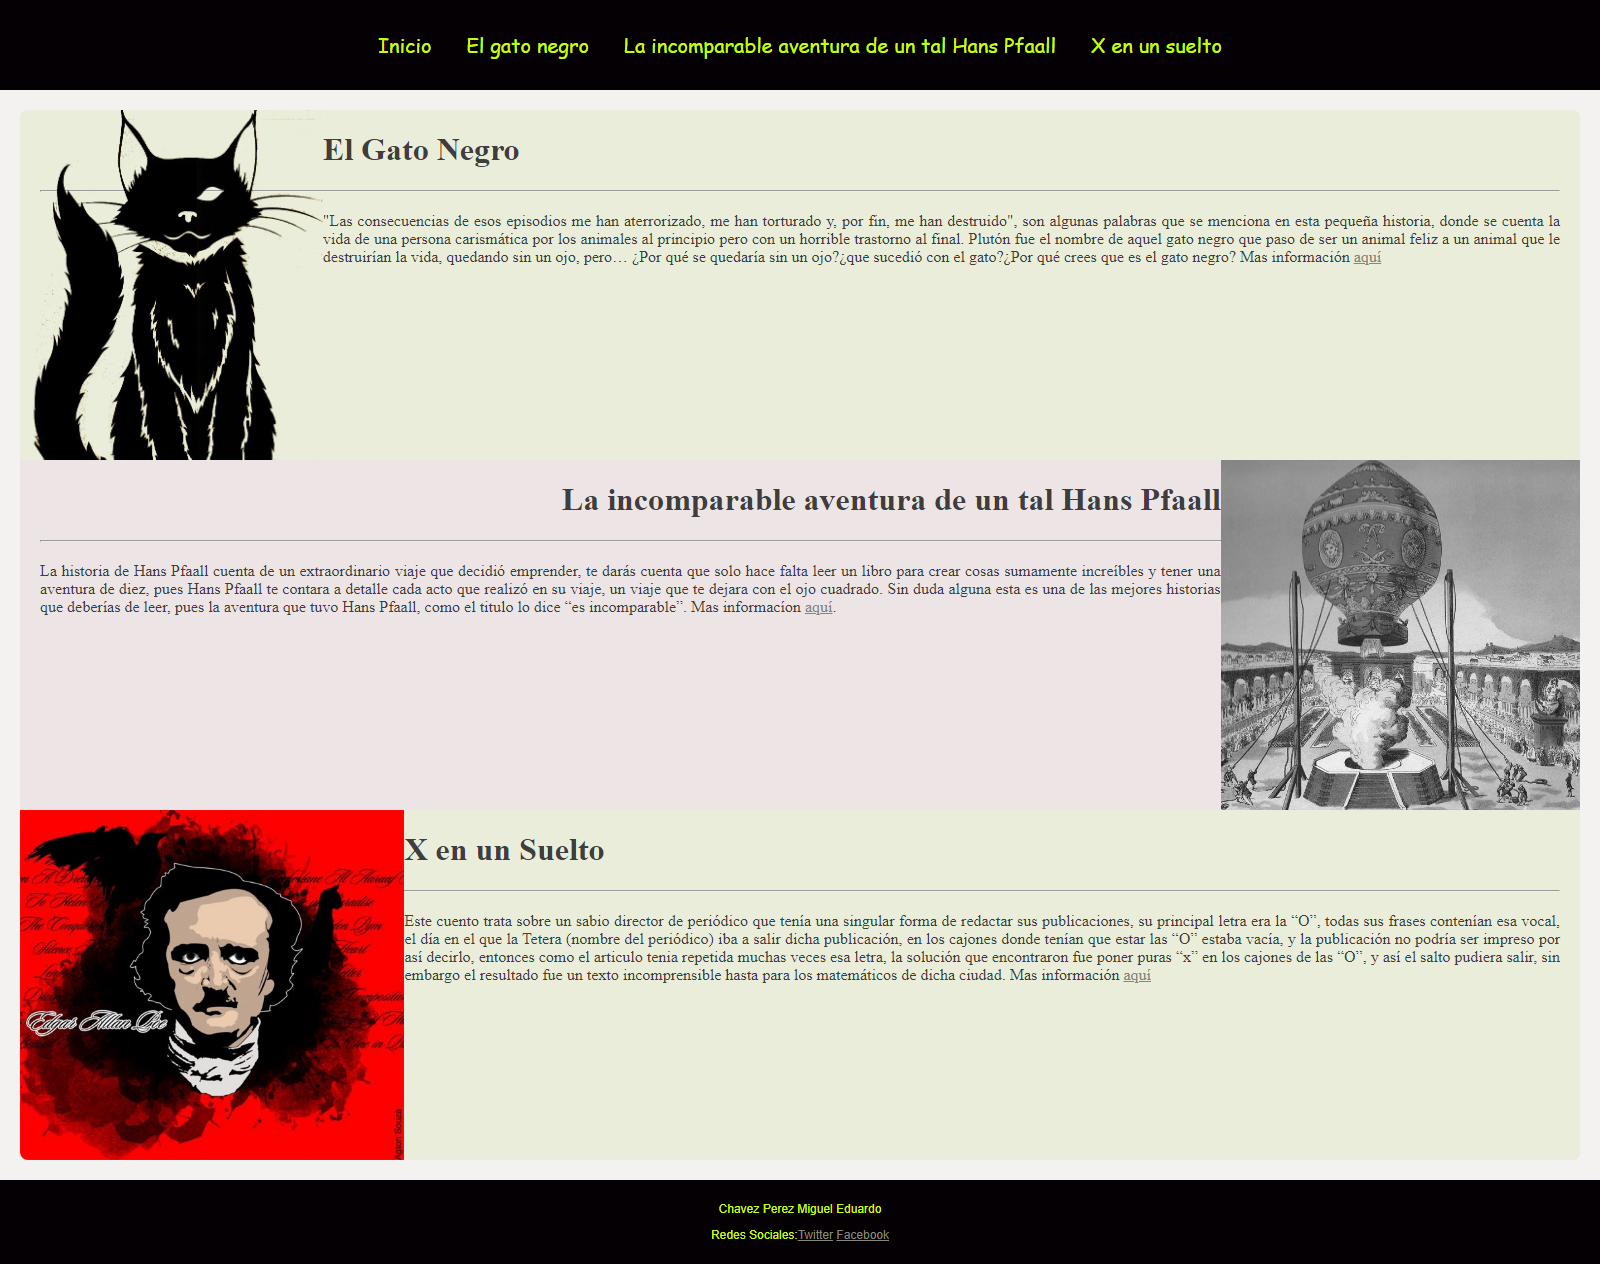 Inicio El gato negro La incomparable aventura de un tal Hans Pfaall X en un suelto
El Gato Negro
"Las consecuencias de esos episodios me han aterrorizado, me han torturado y, por fín, me han destruido", son algunas palabras que se menciona en esta pequeña historia, donde se cuenta la
vida de una persona carismática por los animales al principio pero con un horrible trastorno al final. Plutón fue el nombre de aquel gato negro que paso de ser un animal feliz a un animal que le
destruirían la vida, quedando sin un ojo, pero… ¿Por qué se quedaría sin un ojo?¿que sucedió con el gato?¿Por qué crees que es el gato negro? Mas información aquí
La incomparable aventura de un tal Hans Pfaall
La historia de Hans Pfaall cuenta de un extraordinario viaje que decidió emprender, te darás cuenta que solo hace falta leer un libro para crear cosas sumamente increíbles y tener una
aventura de diez, pues Hans Pfaall te contara a detalle cada acto que realizó en su viaje, un viaje que te dejara con el ojo cuadrado. Sin duda alguna esta es una de las mejores historias
que deberías de leer, pues la aventura que tuvo Hans Pfaall, como el titulo lo dice “es incomparable”. Mas informacíon aquí.
X en un Suelto
Este cuento trata sobre un sabio director de periódico que tenía una singular forma de redactar sus publicaciones, su principal letra era la “O”, todas sus frases contenían esa vocal,
el día en el que la Tetera (nombre del periódico) iba a salir dicha publicación, en los cajones donde tenían que estar las “O” estaba vacía, y la publicación no podría ser impreso por
así decirlo, entonces como el articulo tenia repetida muchas veces esa letra, la solución que encontraron fue poner puras “x” en los cajones de las “O”, y así el salto pudiera salir, sin
embargo el resultado fue un texto incomprensible hasta para los matemáticos de dicha ciudad. Mas información aquí
To Helen
Silence
Edgar Allan Poe
Agson Souza
Chavez Perez Miguel Eduardo
Redes Sociales:Twitter Facebook